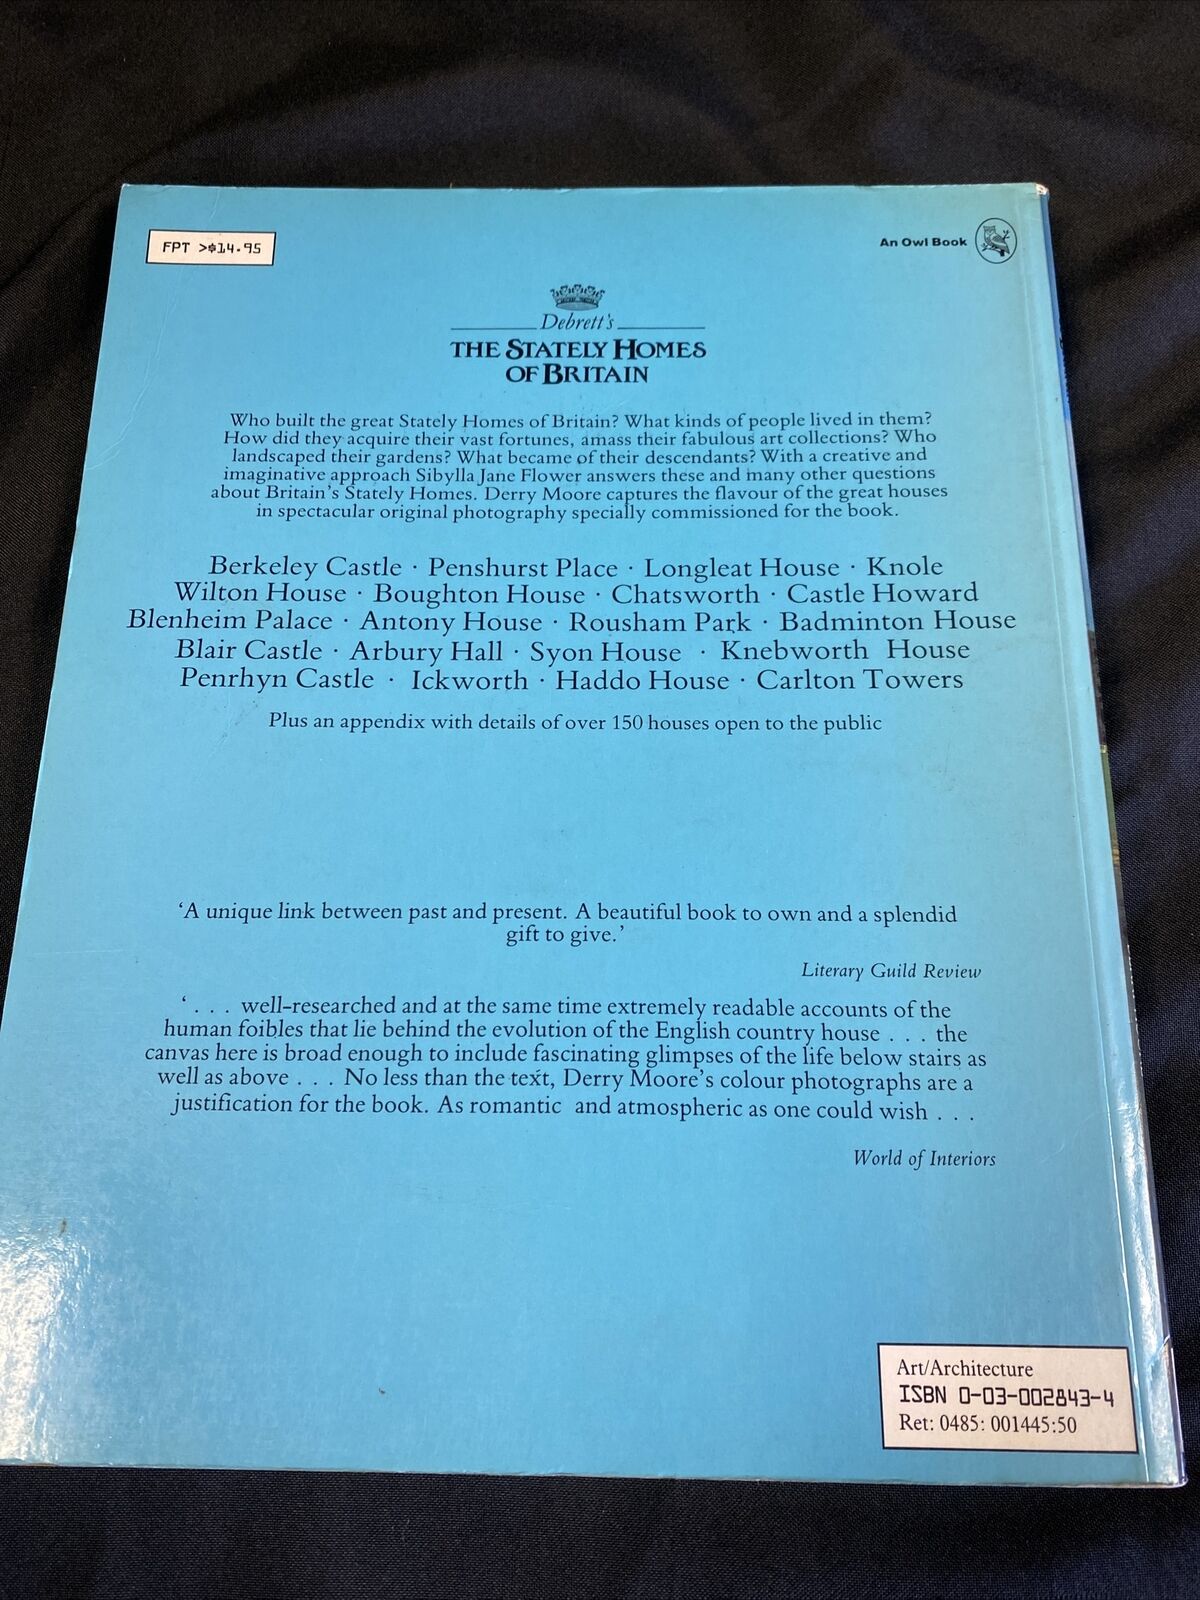 FPT >$14.95
An Owl Book
Debrett's
THE STATELY HOMES
OF BRITAIN
Who built the great Stately Homes of Britain? What kinds of people lived in them?
How did they acquire their vast fortunes, amass their fabulous art collections? Who
landscaped their gardens? What became of their descendants? With a creative and
imaginative approach Sibylla Jane Flower answers these and many other questions
about Britain's Stately Homes. Derry Moore captures the flavour of the great houses
in spectacular original photography specially commissioned for the book.
Berkeley Castle · Penshurst Place · Longleat House · Knole
Wilton House · Boughton House · Chatsworth · Castle Howard
Blenheim Palace · Antony House · Rousham Park · Badminton House
Blair Castle · Arbury Hall · Syon House · Knebworth House
Penrhyn Castle · Ickworth · Haddo House · Carlton Towers
Plus an appendix with details of over 150 houses open to the public
'A unique link between past and present. A beautiful book to own and a splendid
gift to give.'
Literary Guild Review
' . . . well-researched and at the same time extremely readable accounts of the
human foibles that lie behind the evolution of the English country house . . . the
canvas here is broad enough to include fascinating glimpses of the life below stairs as
well as above . . . No less than the text, Derry Moore's colour photographs are a
justification for the book. As romantic and atmospheric as one could wish . . .
World of Interiors
Art/Architecture
ISBN 0-03-002843-4
Ret: 0485: 001445:50